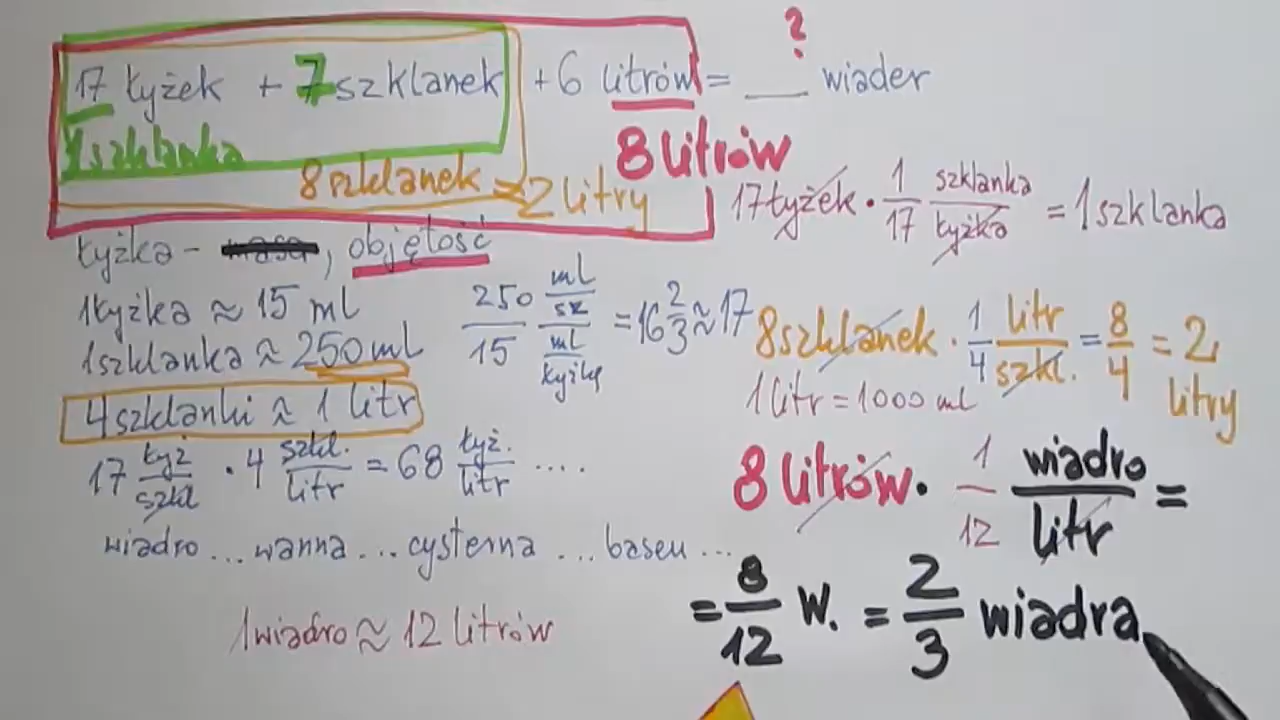 ?
17 łyżek + 7 szklanek + 6 litrów = ___ wiader
1 szklanka
8 litrów
8 szklanek = 2 litry
17 łyżek · 1/17 szklanka/łyżka = 1 szklanka
łyżka - masa, objętość
1 łyżka ≈ 15 ml
250 ml/sz / 15 ml/łyżkę = 16 2/3 ≈ 17
1 szklanka ≈ 250 ml
8 szklanek · 1/4 litr/szkl. = 8/4 = 2 litry
4 szklanki ≈ 1 litr
1 litr = 1000 ml
17 łyż/szkl · 4 szkl./litr = 68 łyż./litr ....
8 litrów · 1/12 wiadro/litr =
wiadro ... wanna ... cysterna ... basen ...
= 8/12 w. = 2/3 wiadra
1 wiadro ≈ 12 litrów